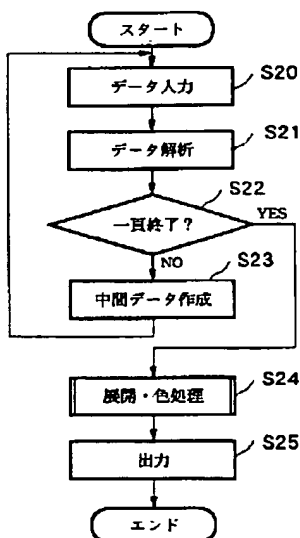 スタート
データ入力
S20
データ解析
S21
一頁終了?
S22
YES
NO
中間データ作成
S23
展開・色処理
S24
出力
S25
エンド